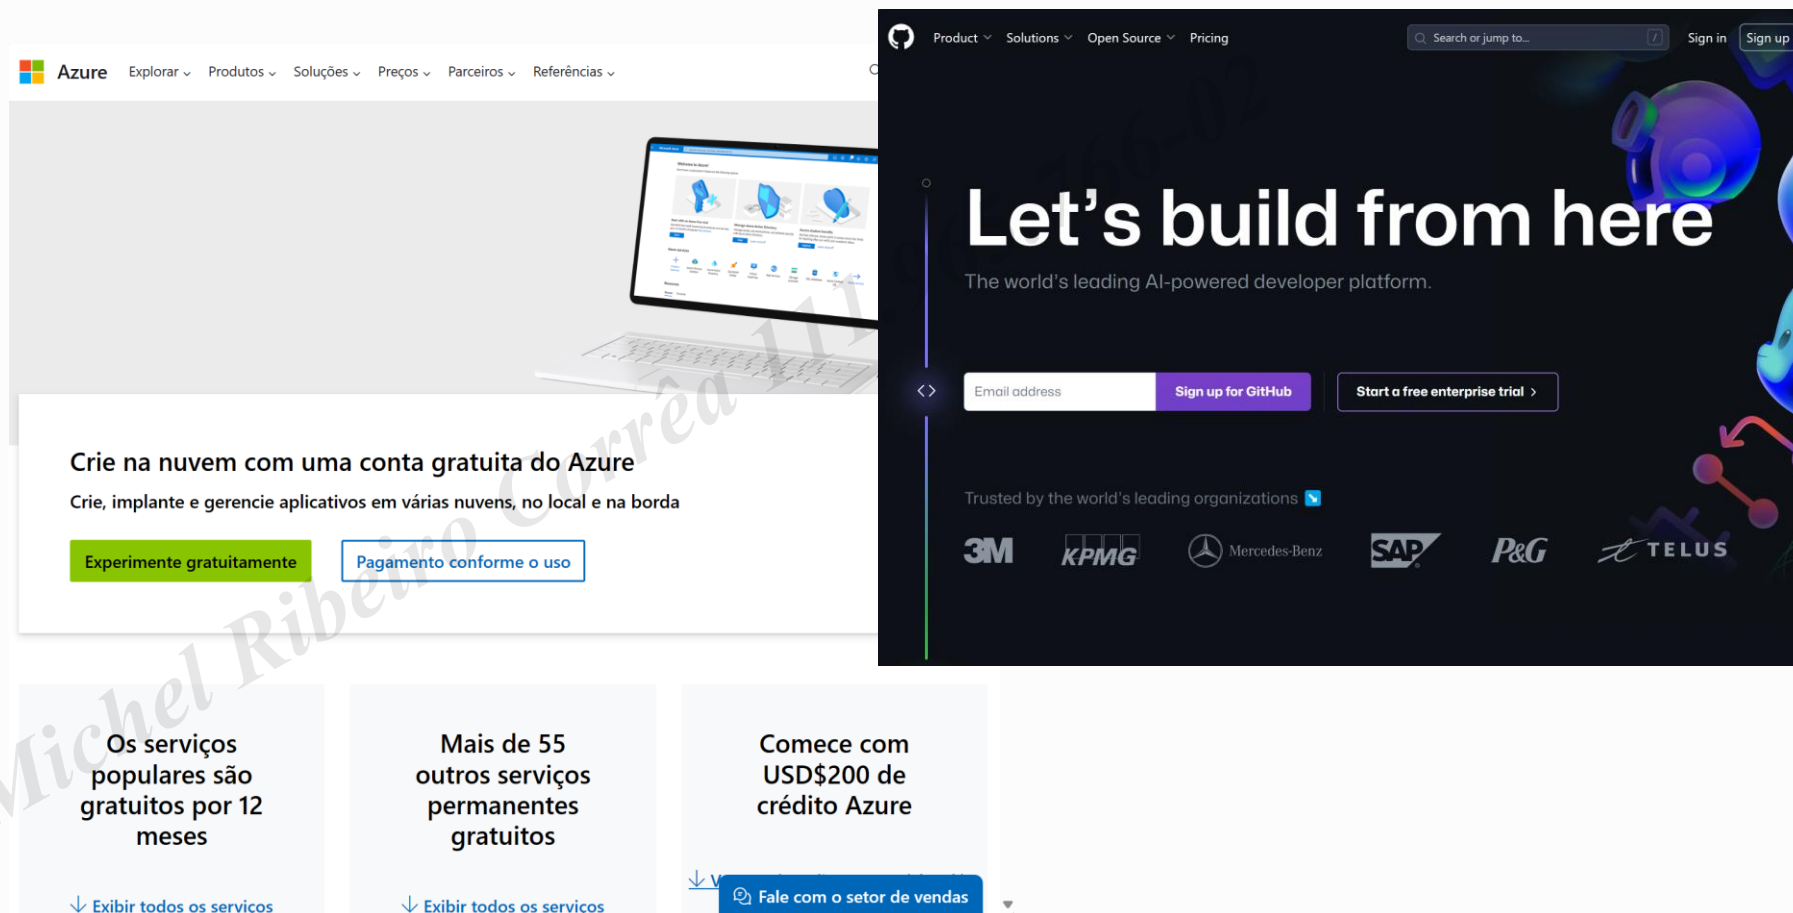 Azure Explorar Produtos Soluções Preços Parceiros Referências
Welcome to Azure!
Crie na nuvem com uma conta gratuita do Azure
Crie, implante e gerencie aplicativos em várias nuvens, no local e na borda
Experimente gratuitamente Pagamento conforme o uso
Os serviços
populares são
gratuitos por 12
meses
Exibir todos os serviços
Mais de 55
outros serviços
permanentes
gratuitos
Exibir todos os serviços
Comece com
USD$200 de
crédito Azure
Fale com o setor de vendas
Product Solutions Open Source Pricing Search or jump to... / Sign in Sign up
Let's build from here
The world's leading AI-powered developer platform.
Email address Sign up for GitHub Start a free enterprise trial
Trusted by the world's leading organizations
3M KPMG Mercedes-Benz SAP P&G TELUS
Michel Ribeiro Corrêa 111
766-02